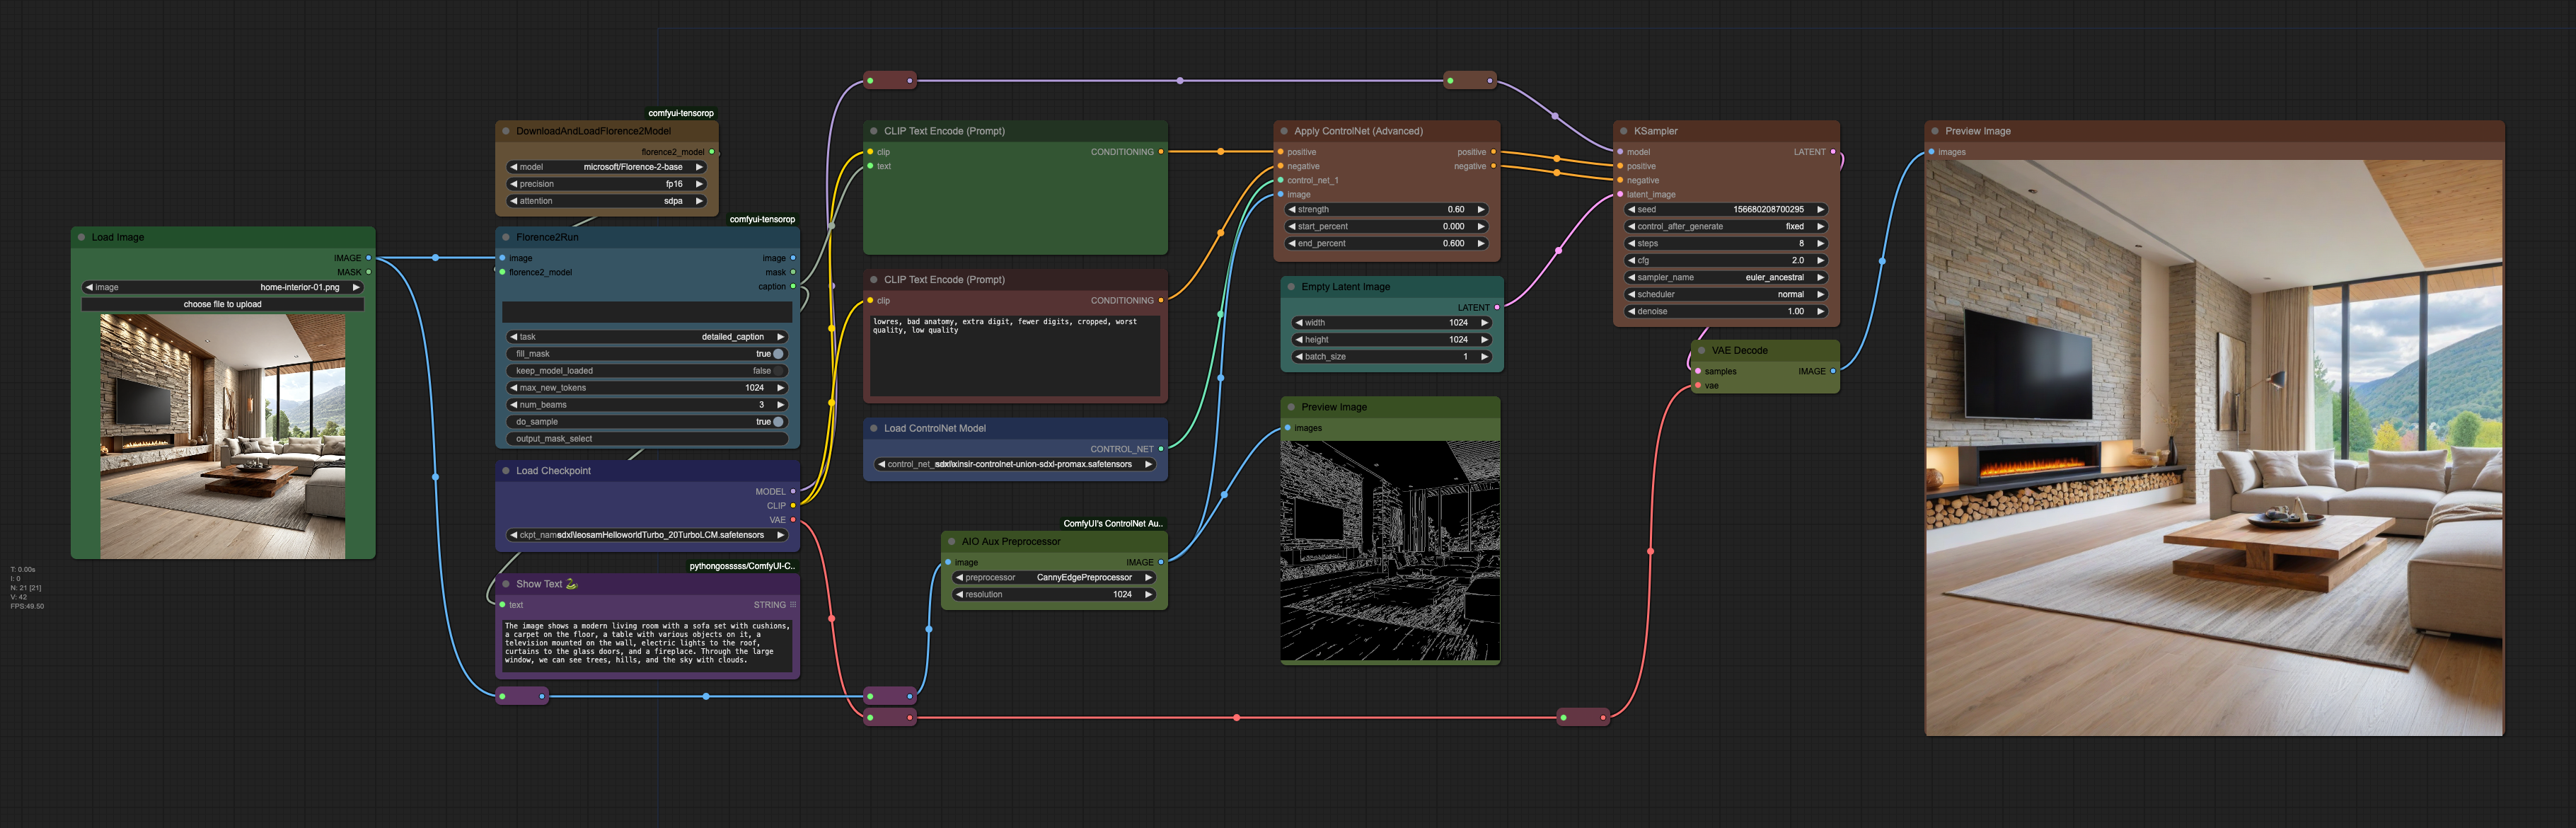 Load Image
IMAGE
MASK
image home-interior-01.png
choose file to upload
T: 0.00s
I: 0
N: 21 [21]
V: 42
FPS:49.50
comfyui-tensorop
DownloadAndLoadFlorence2Model
florence2_model
model microsoft/Florence-2-base
precision fp16
attention sdpa
comfyui-tensorop
Florence2Run
image image
florence2_model mask
caption
task detailed_caption
fill_mask true
keep_model_loaded false
max_new_tokens 1024
num_beams 3
do_sample true
output_mask_select
Load Checkpoint
MODEL
CLIP
VAE
ckpt_name sdxl\leosamHelloworldTurbo_20TurboLCM.safetensors
pythongosssss/ComfyUI-C..
Show Text 🐍
text STRING
The image shows a modern living room with a sofa set with cushions,
a carpet on the floor, a table with various objects on it, a
television mounted on the wall, electric lights to the roof,
curtains to the glass doors, and a fireplace. Through the large
window, we can see trees, hills, and the sky with clouds.
CLIP Text Encode (Prompt)
clip CONDITIONING
text
CLIP Text Encode (Prompt)
clip CONDITIONING
lowres, bad anatomy, extra digit, fewer digits, cropped, worst
quality, low quality
Load ControlNet Model
CONTROL_NET
control_net_ sdxl\xinsir-controlnet-union-sdxl-promax.safetensors
ComfyUI's ControlNet Au..
AIO Aux Preprocessor
image IMAGE
preprocessor CannyEdgePreprocessor
resolution 1024
Apply ControlNet (Advanced)
positive positive
negative negative
control_net_1
image
strength 0.60
start_percent 0.000
end_percent 0.600
Empty Latent Image
LATENT
width 1024
height 1024
batch_size 1
Preview Image
images
KSampler
model LATENT
positive
negative
latent_image
seed 156680208700295
control_after_generate fixed
steps 8
cfg 2.0
sampler_name euler_ancestral
scheduler normal
denoise 1.00
VAE Decode
samples IMAGE
vae
Preview Image
images